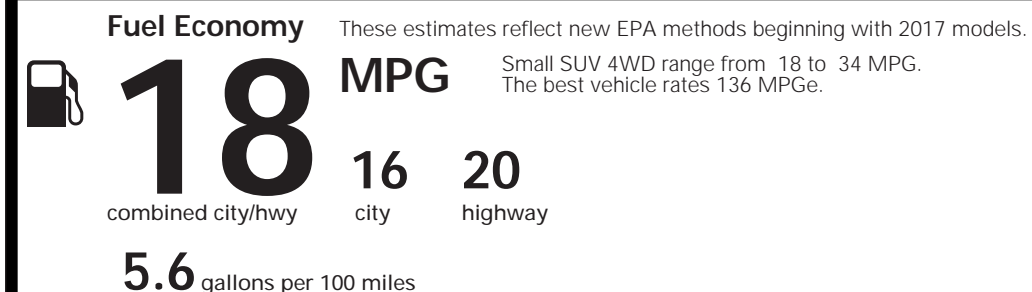 Fuel Economy These estimates reflect new EPA methods beginning with 2017 models.
18 MPG Small SUV 4WD range from 18 to 34 MPG.
The best vehicle rates 136 MPGe.
16 20
combined city/hwy city highway
5.6 gallons per 100 miles